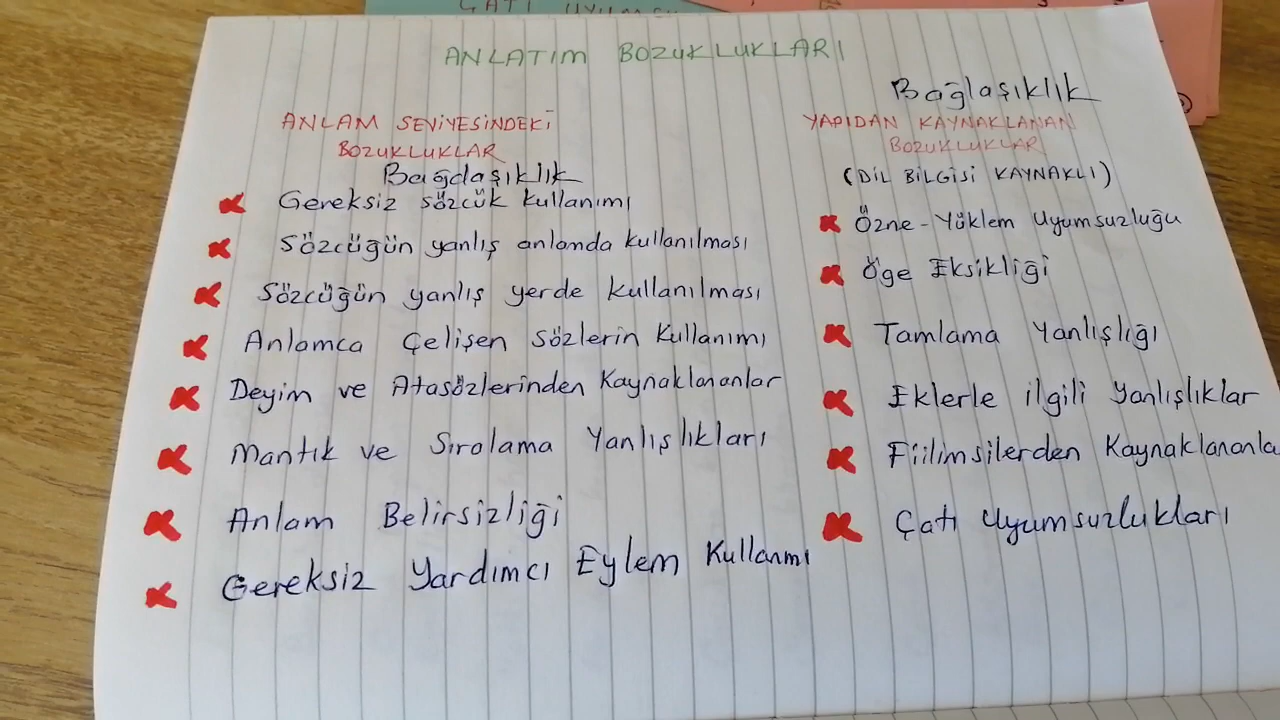 ÇATI UYUMSU
ANLATIM BOZUKLUKLARI
ANLAM SEVİYESİNDEKİ
BOZUKLUKLAR
Bağdaşıklık
Gereksiz sözcük kullanımı
Sözcüğün yanlış anlamda kullanılması
Sözcüğün yanlış yerde kullanılması
Anlamca Çelişen sözlerin kullanımı
Deyim ve Atasözlerinden Kaynaklananlar
Mantık ve Sıralama Yanlışlıkları
Anlam Belirsizliği
Gereksiz Yardımcı Eylem Kullanmı
Bağlaşıklık
YAPIDAN KAYNAKLANAN
BOZUKLUKLAR
(DİL BİLGİSİ KAYNAKLI)
Özne - Yüklem Uyumsuzluğu
Öge Eksikliği
Tamlama Yanlışlığı
Eklerle ilgili Yanlışlıklar
Fiilimsilerden Kaynaklananla
Çatı Uyumsuzlukları